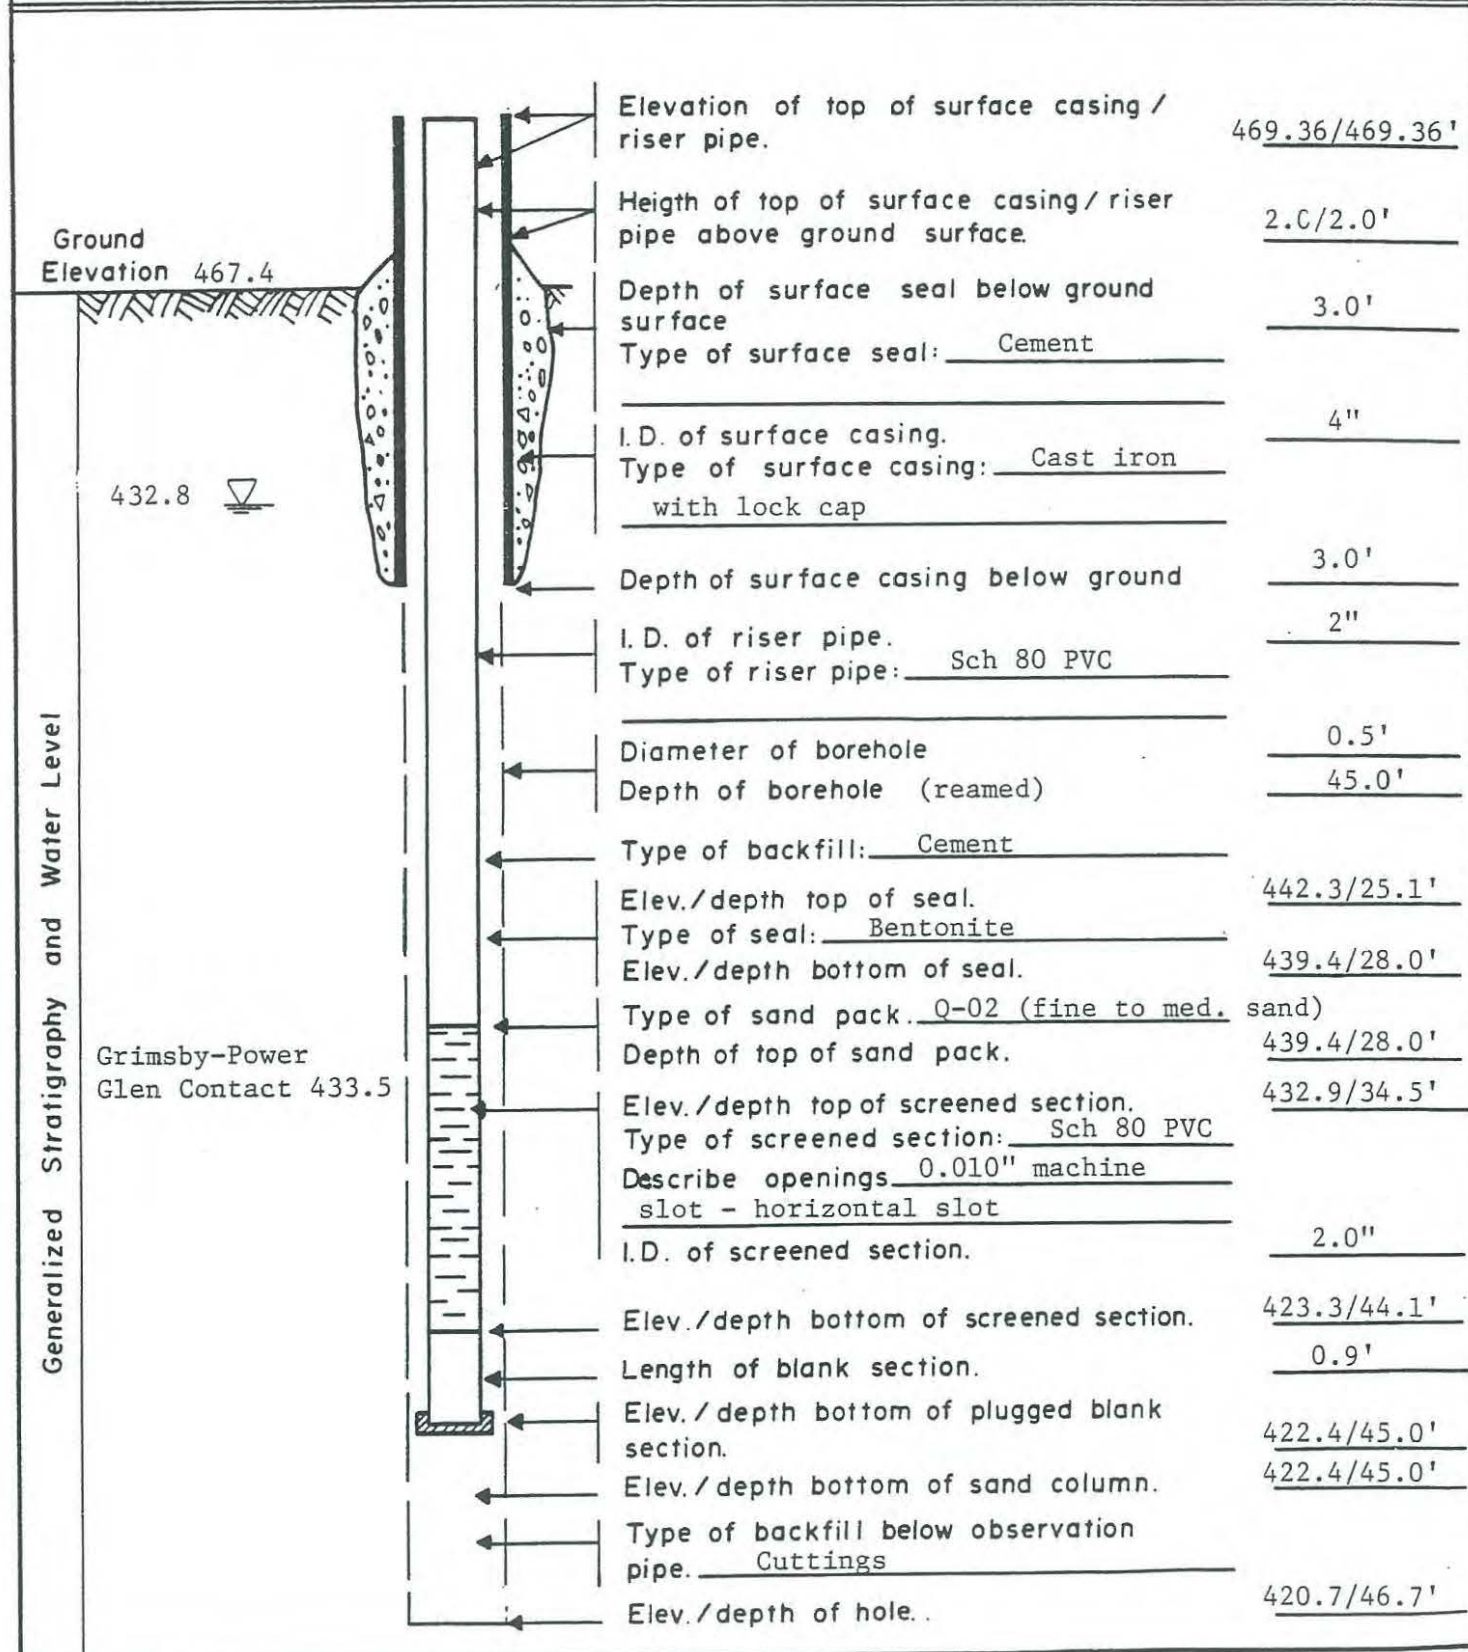 Elevation of top of surface casing /
riser pipe. 469.36/469.36'
Heigth of top of surface casing / riser
pipe above ground surface. 2.C/2.0'
Ground
Elevation 467.4
Depth of surface seal below ground
surface 3.0'
Type of surface seal: Cement
I.D. of surface casing. 4"
Type of surface casing: Cast iron
with lock cap
432.8
Depth of surface casing below ground 3.0'
I.D. of riser pipe. 2"
Type of riser pipe: Sch 80 PVC
Generalized Stratigraphy and Water Level
Diameter of borehole 0.5'
Depth of borehole (reamed) 45.0'
Type of backfill: Cement
Elev./depth top of seal. 442.3/25.1'
Type of seal: Bentonite
Elev./depth bottom of seal. 439.4/28.0'
Type of sand pack. Q-02 (fine to med. sand)
Depth of top of sand pack. 439.4/28.0'
Grimsby-Power
Glen Contact 433.5
Elev./depth top of screened section. 432.9/34.5'
Type of screened section: Sch 80 PVC
Describe openings 0.010" machine
slot - horizontal slot
I.D. of screened section. 2.0"
Elev./depth bottom of screened section. 423.3/44.1'
Length of blank section. 0.9'
Elev./depth bottom of plugged blank
section. 422.4/45.0'
Elev./depth bottom of sand column. 422.4/45.0'
Type of backfill below observation
pipe. Cuttings
Elev./depth of hole.. 420.7/46.7'